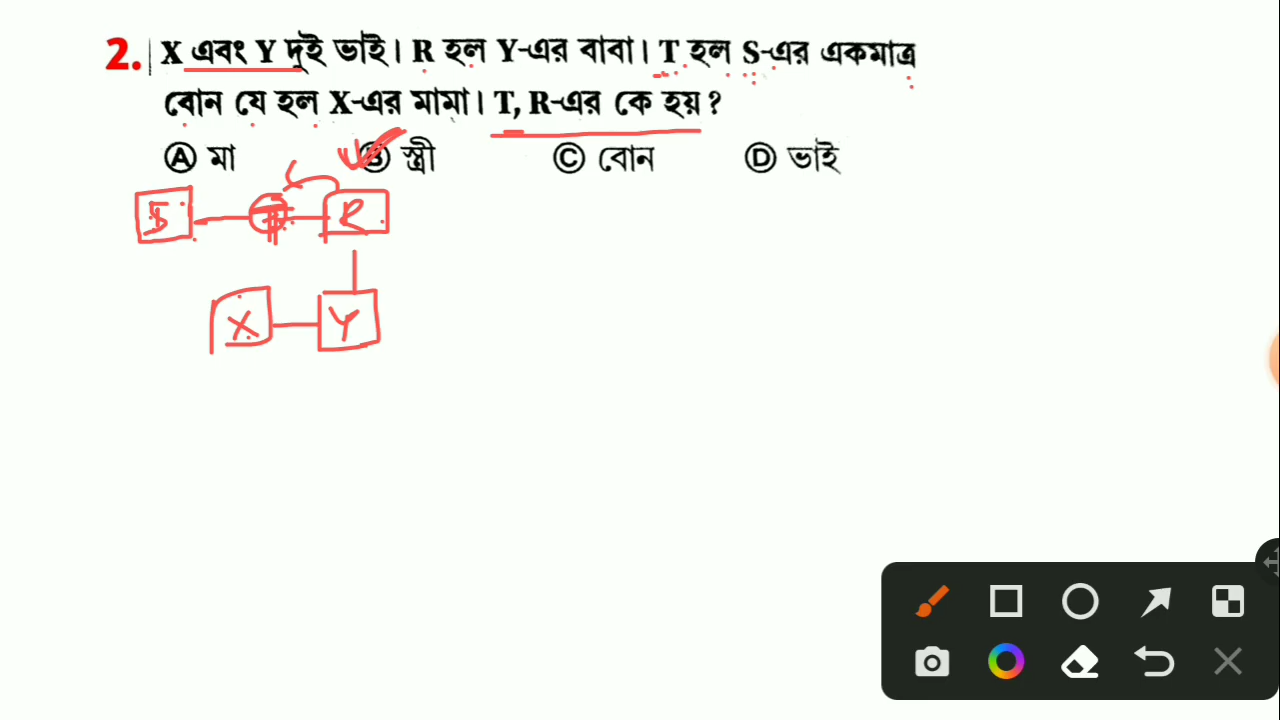 2. X এবং Y দুই ভাই। R হল Y-এর বাবা। T হল S-এর একমাত্র
বোন যে হল X-এর মামা। T, R-এর কে হয় ?
Ⓐ মা Ⓑ স্ত্রী Ⓒ বোন Ⓓ ভাই
S T R
X Y